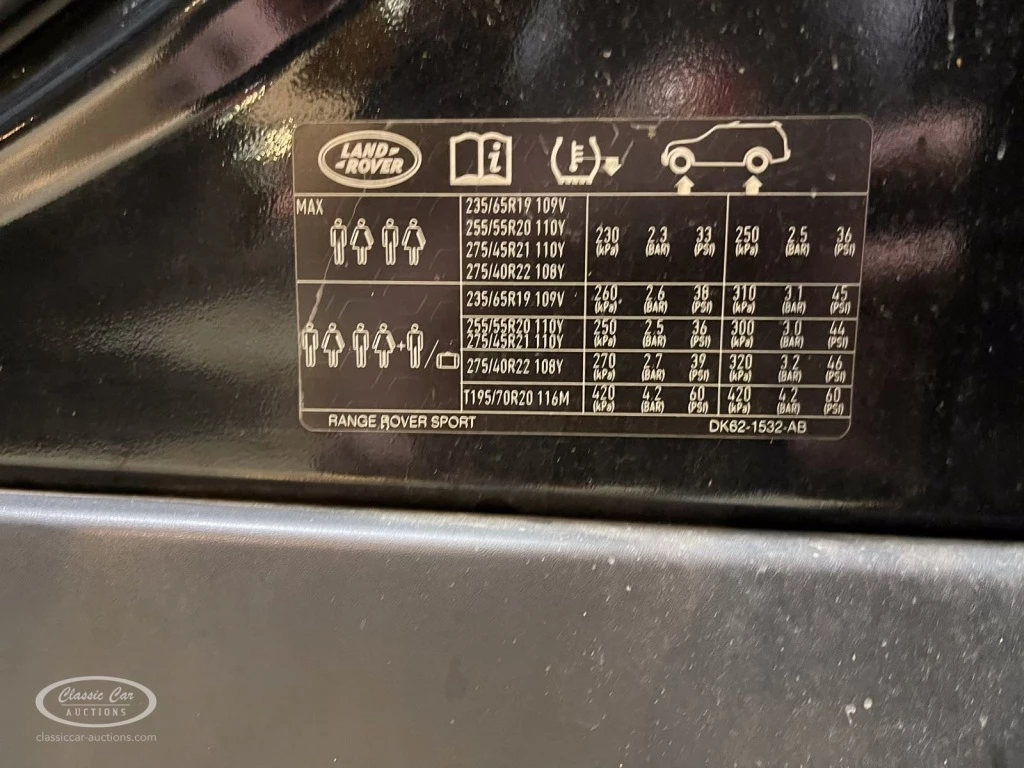 LAND ROVER
MAX
235/65R19 109V
255/55R20 110Y
275/45R21 110Y
275/40R22 108Y
230 (kPa) 2.3 (BAR) 33 (PSI) 250 (kPa) 2.5 (BAR) 36 (PSI)
235/65R19 109V 260 (kPa) 2.6 (BAR) 38 (PSI) 310 (kPa) 3.1 (BAR) 45 (PSI)
255/55R20 110Y
275/45R21 110Y
250 (kPa) 2.5 (BAR) 36 (PSI) 300 (kPa) 3.0 (BAR) 44 (PSI)
275/40R22 108Y 270 (kPa) 2.7 (BAR) 39 (PSI) 320 (kPa) 3.2 (BAR) 46 (PSI)
T195/70R20 116M 420 (kPa) 4.2 (BAR) 60 (PSI) 420 (kPa) 4.2 (BAR) 60 (PSI)
RANGE ROVER SPORT DK62-1532-AB
Classic Car
AUCTIONS
classiccar-auctions.com